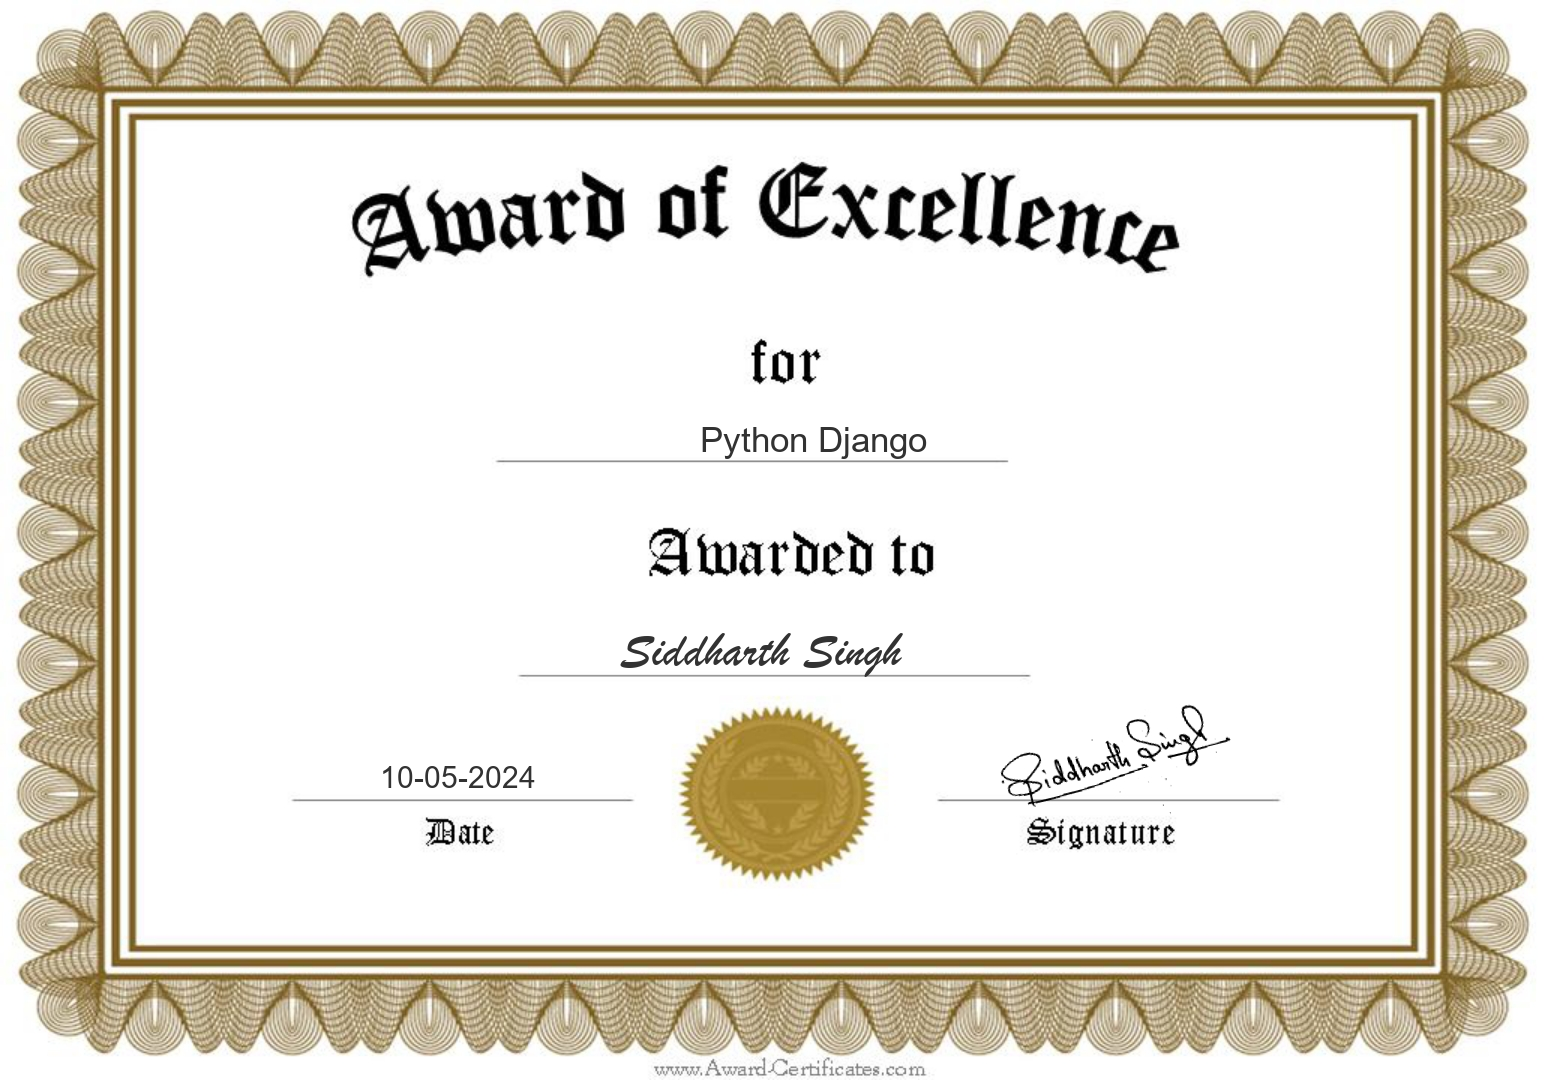 Award of Excellence
for
Python Django
Awarded to
Siddharth Singh
10-05-2024
Siddharth Singh
Date
Signature
www.Award-Certificates.com